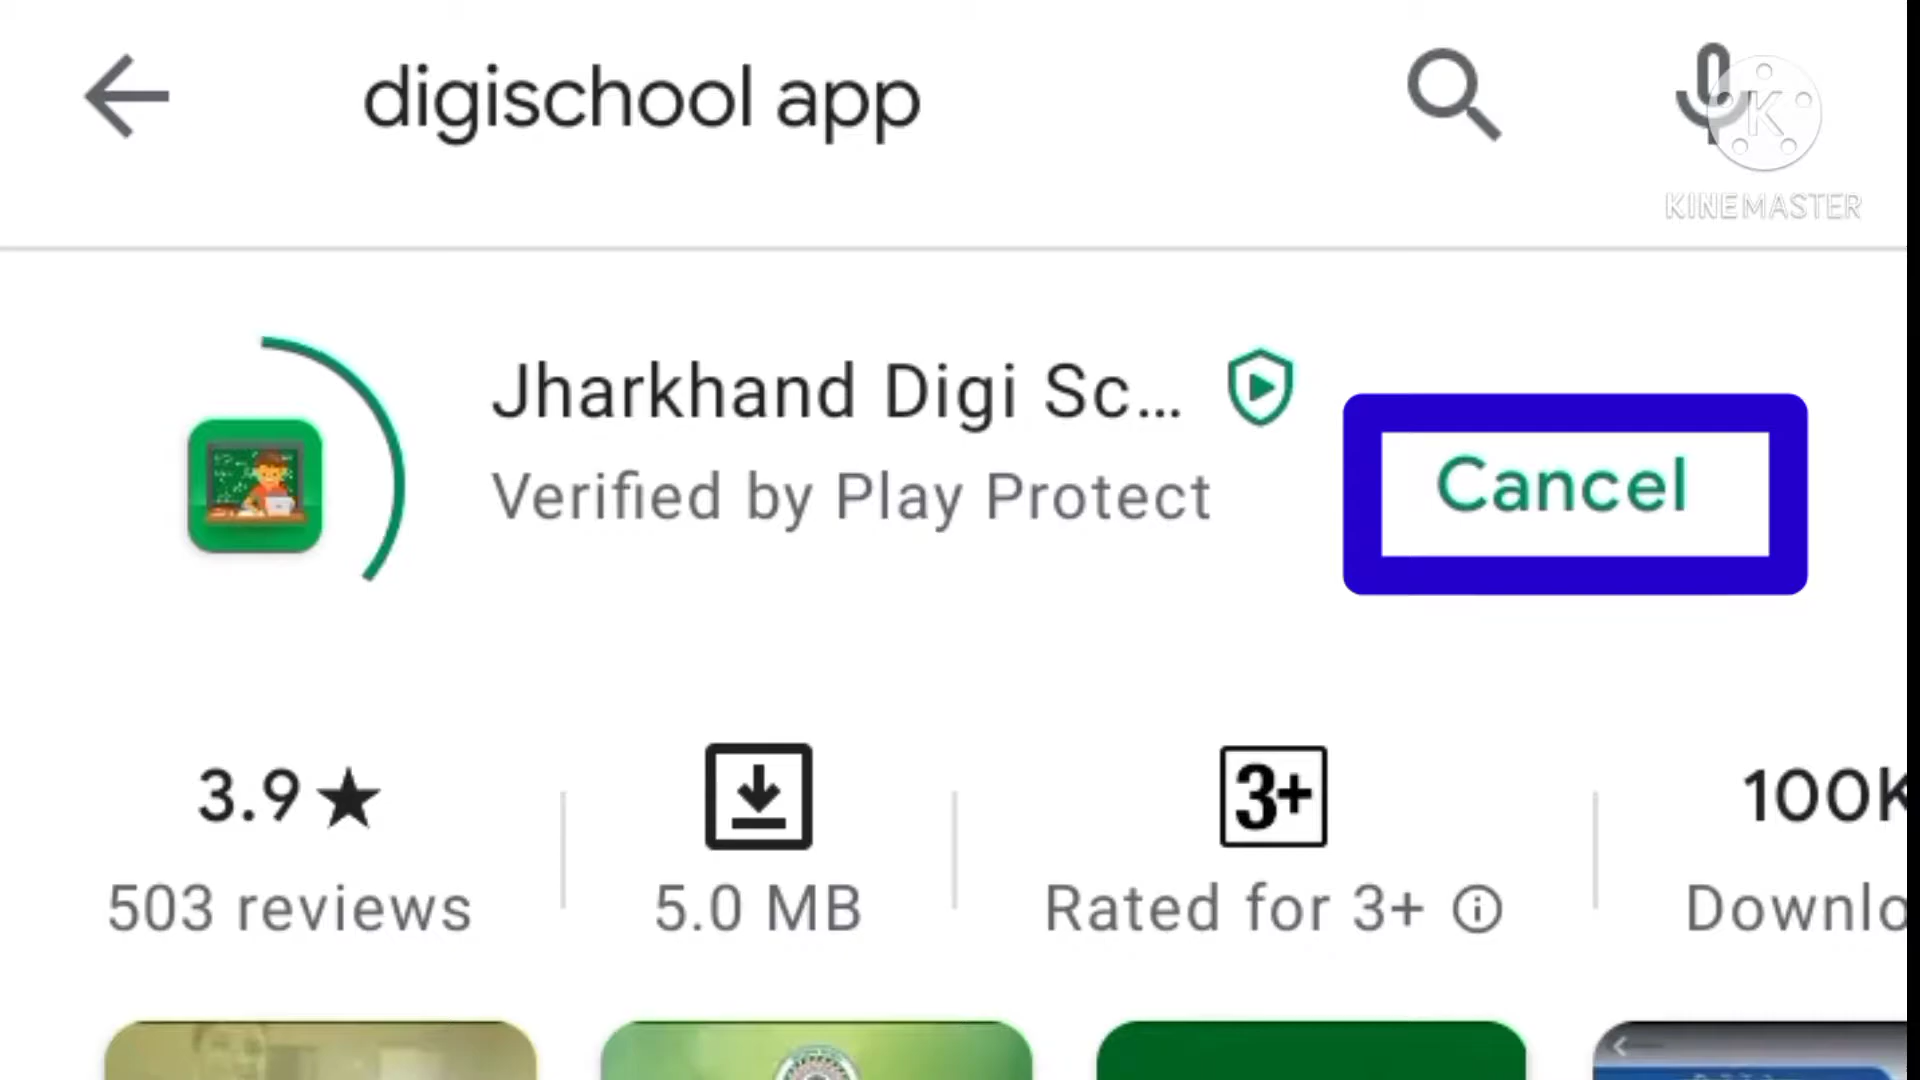 digischool app
K
KINEMASTER
Jharkhand Digi Sc...
Verified by Play Protect
Cancel
3.9★
3+
100K
503 reviews
5.0 MB
Rated for 3+
Downlo